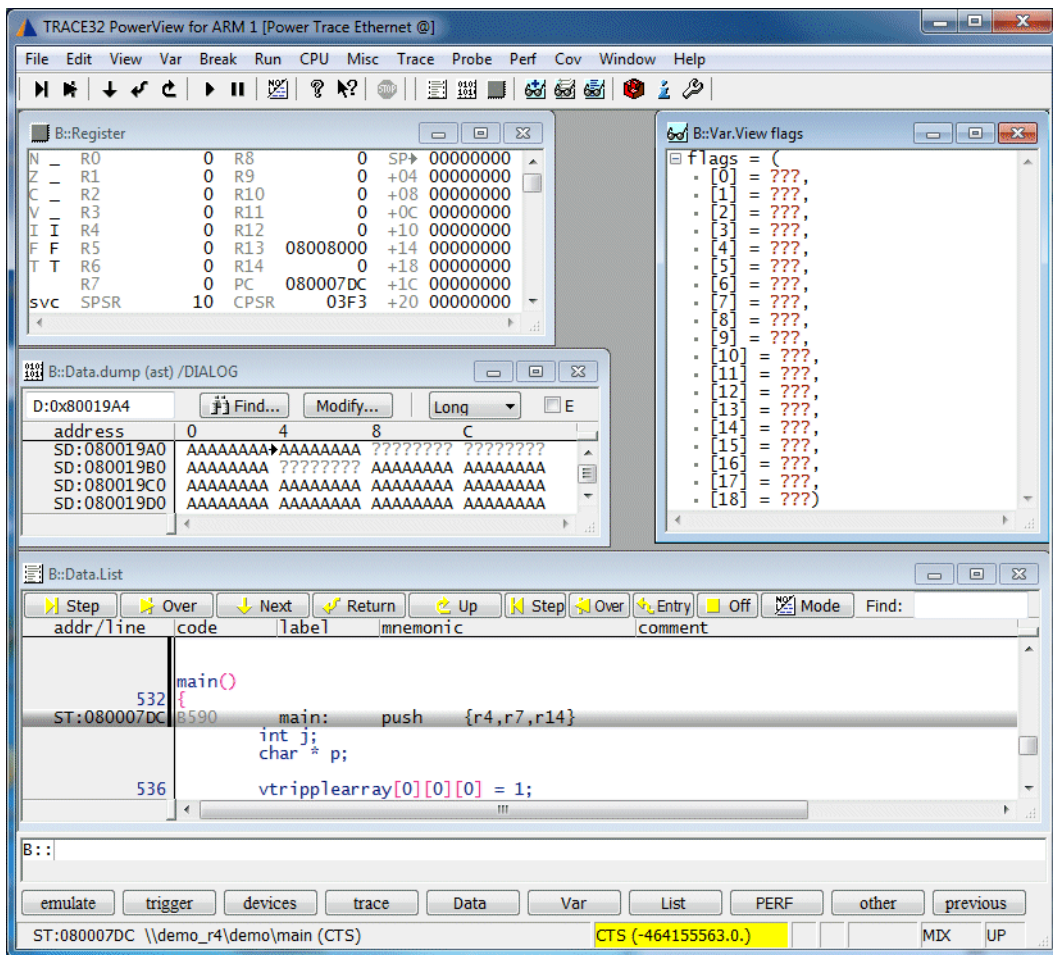 TRACE32 PowerView for ARM 1 [Power Trace Ethernet @]
File Edit View Var Break Run CPU Misc Trace Probe Perf Cov Window Help
B::Register
N _ R0 0 R8 0 SP 00000000
Z _ R1 0 R9 0 +04 00000000
C _ R2 0 R10 0 +08 00000000
V _ R3 0 R11 0 +0C 00000000
I I R4 0 R12 0 +10 00000000
F F R5 0 R13 08008000 +14 00000000
T T R6 0 R14 0 +18 00000000
R7 0 PC 080007DC +1C 00000000
svc SPSR 10 CPSR 03F3 +20 00000000
B::Var.View flags
flags = (
[0] = ???,
[1] = ???,
[2] = ???,
[3] = ???,
[4] = ???,
[5] = ???,
[6] = ???,
[7] = ???,
[8] = ???,
[9] = ???,
[10] = ???,
[11] = ???,
[12] = ???,
[13] = ???,
[14] = ???,
[15] = ???,
[16] = ???,
[17] = ???,
[18] = ???)
B::Data.dump (ast) /DIALOG
D:0x80019A4 Find... Modify... Long E
address 0 4 8 C
SD:080019A0 AAAAAAAA AAAAAAAA ???????? ????????
SD:080019B0 AAAAAAAA ???????? AAAAAAAA AAAAAAAA
SD:080019C0 AAAAAAAA AAAAAAAA AAAAAAAA AAAAAAAA
SD:080019D0 AAAAAAAA AAAAAAAA AAAAAAAA AAAAAAAA
B::Data.List
Step Over Next Return Up Step Over Entry Off Mode Find:
addr/line code label mnemonic comment
main()
532 {
ST:080007DC B590 main: push {r4,r7,r14}
int j;
char * p;
536 vtripplearray[0][0][0] = 1;
B::
emulate trigger devices trace Data Var List PERF other previous
ST:080007DC \\demo_r4\demo\main (CTS) CTS (-464155563.0.) MIX UP